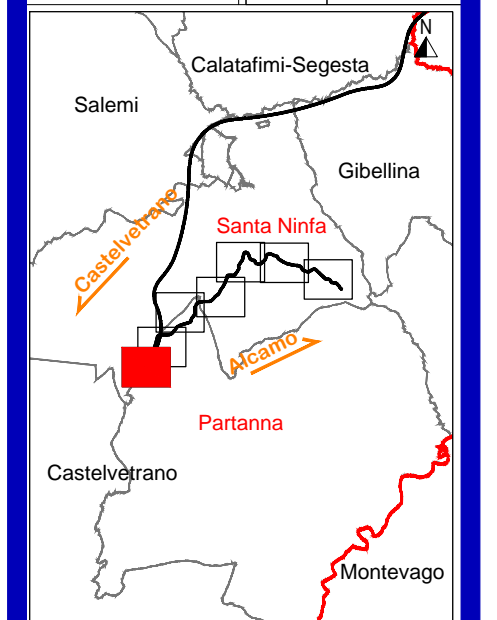 N
Calatafimi-Segesta
Salemi
Gibellina
Castelvetrano
Santa Ninfa
Alcamo
Partanna
Castelvetrano
Montevago